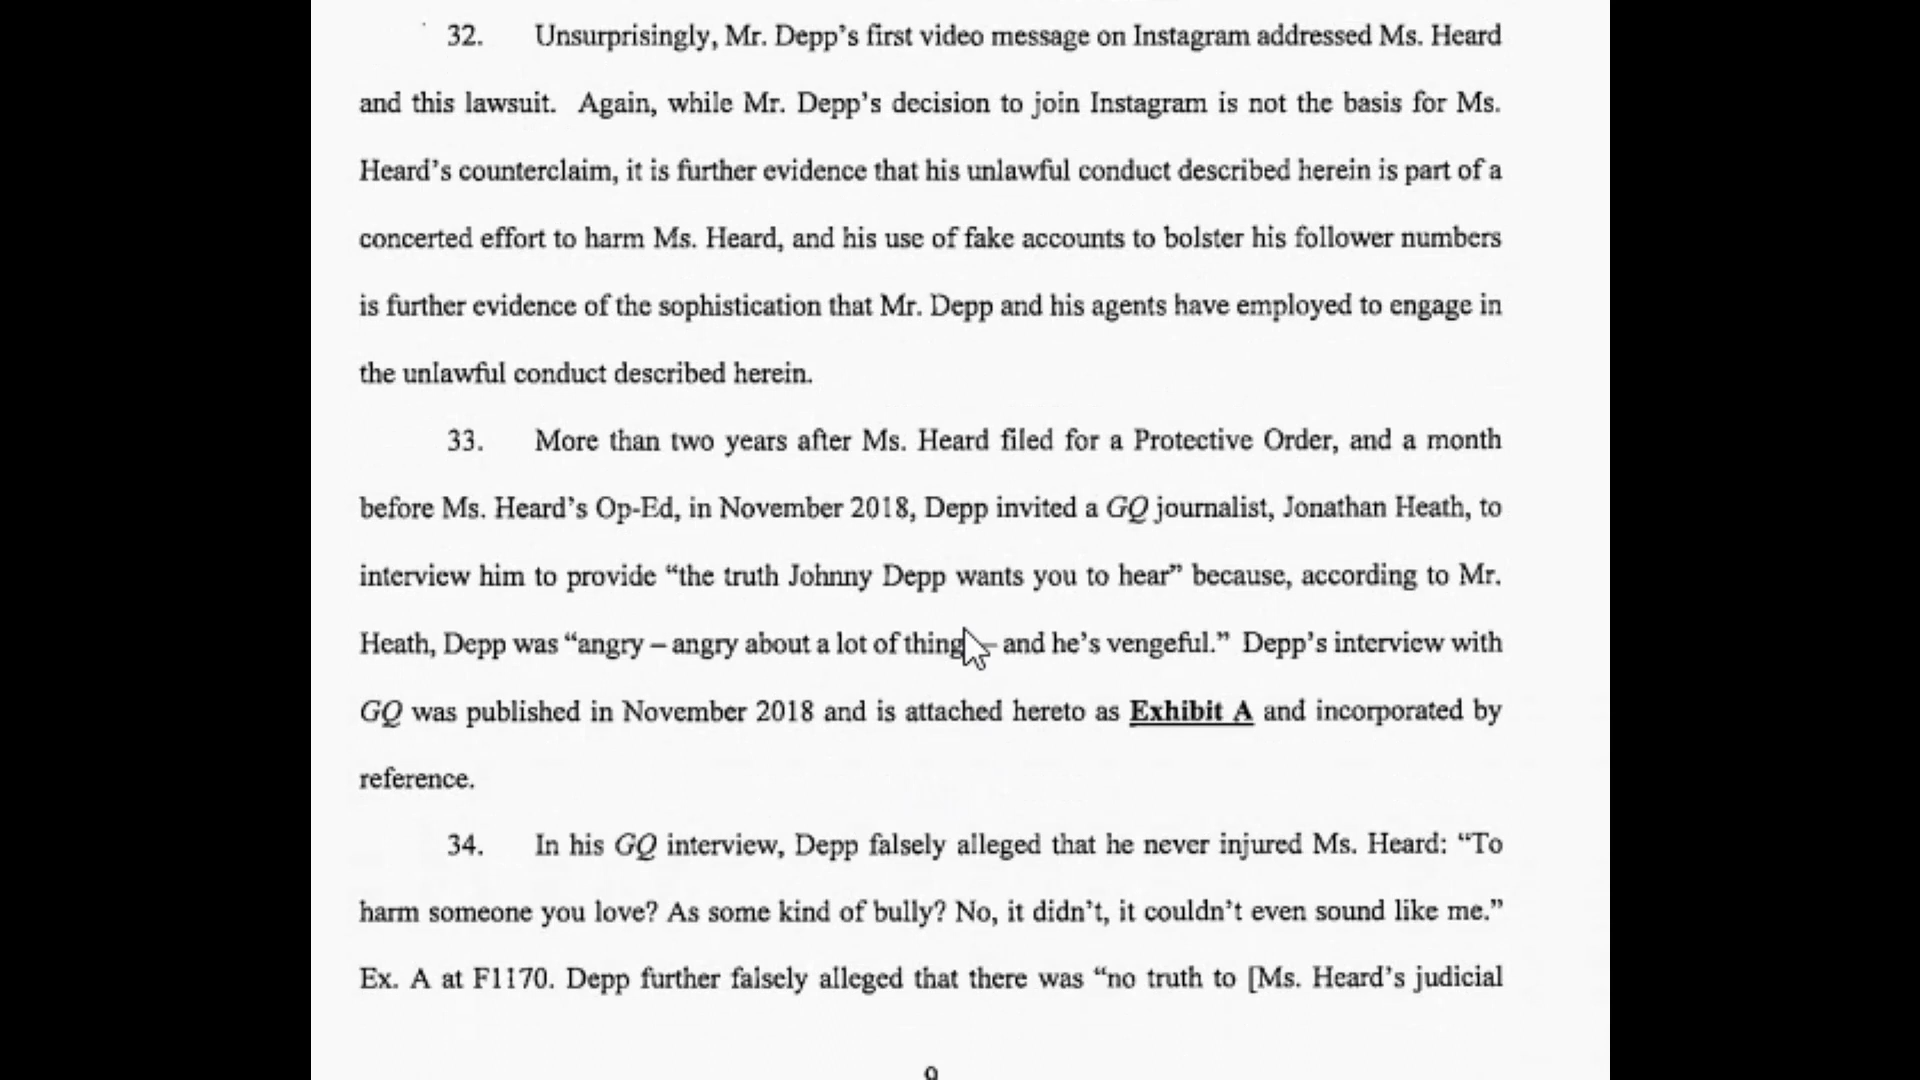 32. Unsurprisingly, Mr. Depp’s first video message on Instagram addressed Ms. Heard
and this lawsuit. Again, while Mr. Depp’s decision to join Instagram is not the basis for Ms.
Heard’s counterclaim, it is further evidence that his unlawful conduct described herein is part of a
concerted effort to harm Ms. Heard, and his use of fake accounts to bolster his follower numbers
is further evidence of the sophistication that Mr. Depp and his agents have employed to engage in
the unlawful conduct described herein.
33. More than two years after Ms. Heard filed for a Protective Order, and a month
before Ms. Heard’s Op-Ed, in November 2018, Depp invited a GQ journalist, Jonathan Heath, to
interview him to provide “the truth Johnny Depp wants you to hear” because, according to Mr.
Heath, Depp was “angry – angry about a lot of thing – and he’s vengeful.” Depp’s interview with
GQ was published in November 2018 and is attached hereto as Exhibit A and incorporated by
reference.
34. In his GQ interview, Depp falsely alleged that he never injured Ms. Heard: “To
harm someone you love? As some kind of bully? No, it didn’t, it couldn’t even sound like me.”
Ex. A at F1170. Depp further falsely alleged that there was “no truth to [Ms. Heard’s judicial
9